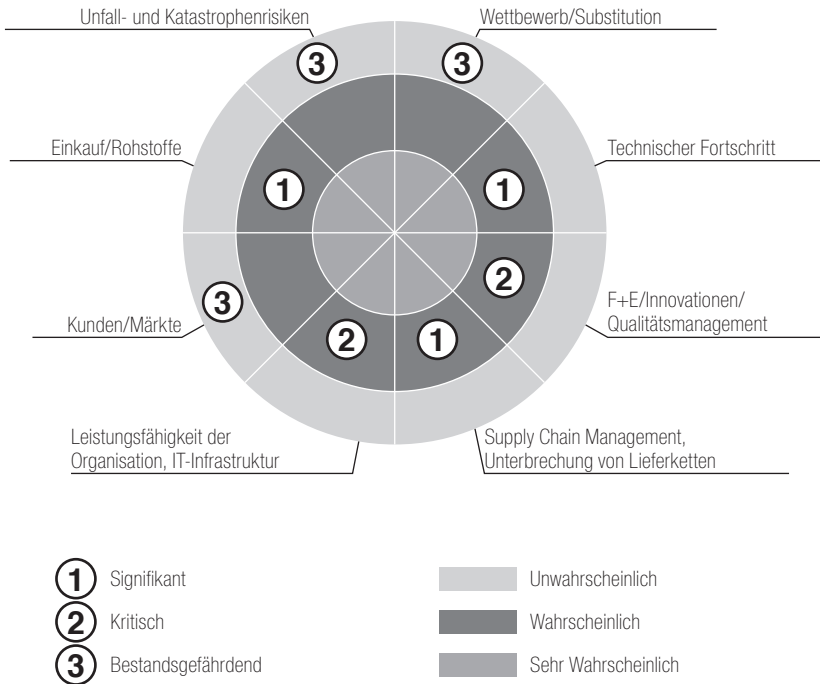 Unfall- und Katastrophenrisiken
Wettbewerb/Substitution
3
3
Einkauf/Rohstoffe
Technischer Fortschritt
1
1
2
3
F+E/Innovationen/
Qualitätsmanagement
Kunden/Märkte
2
1
Leistungsfähigkeit der
Organisation, IT-Infrastruktur
Supply Chain Management,
Unterbrechung von Lieferketten
1 Signifikant
Unwahrscheinlich
2 Kritisch
Wahrscheinlich
3 Bestandsgefährdend
Sehr Wahrscheinlich